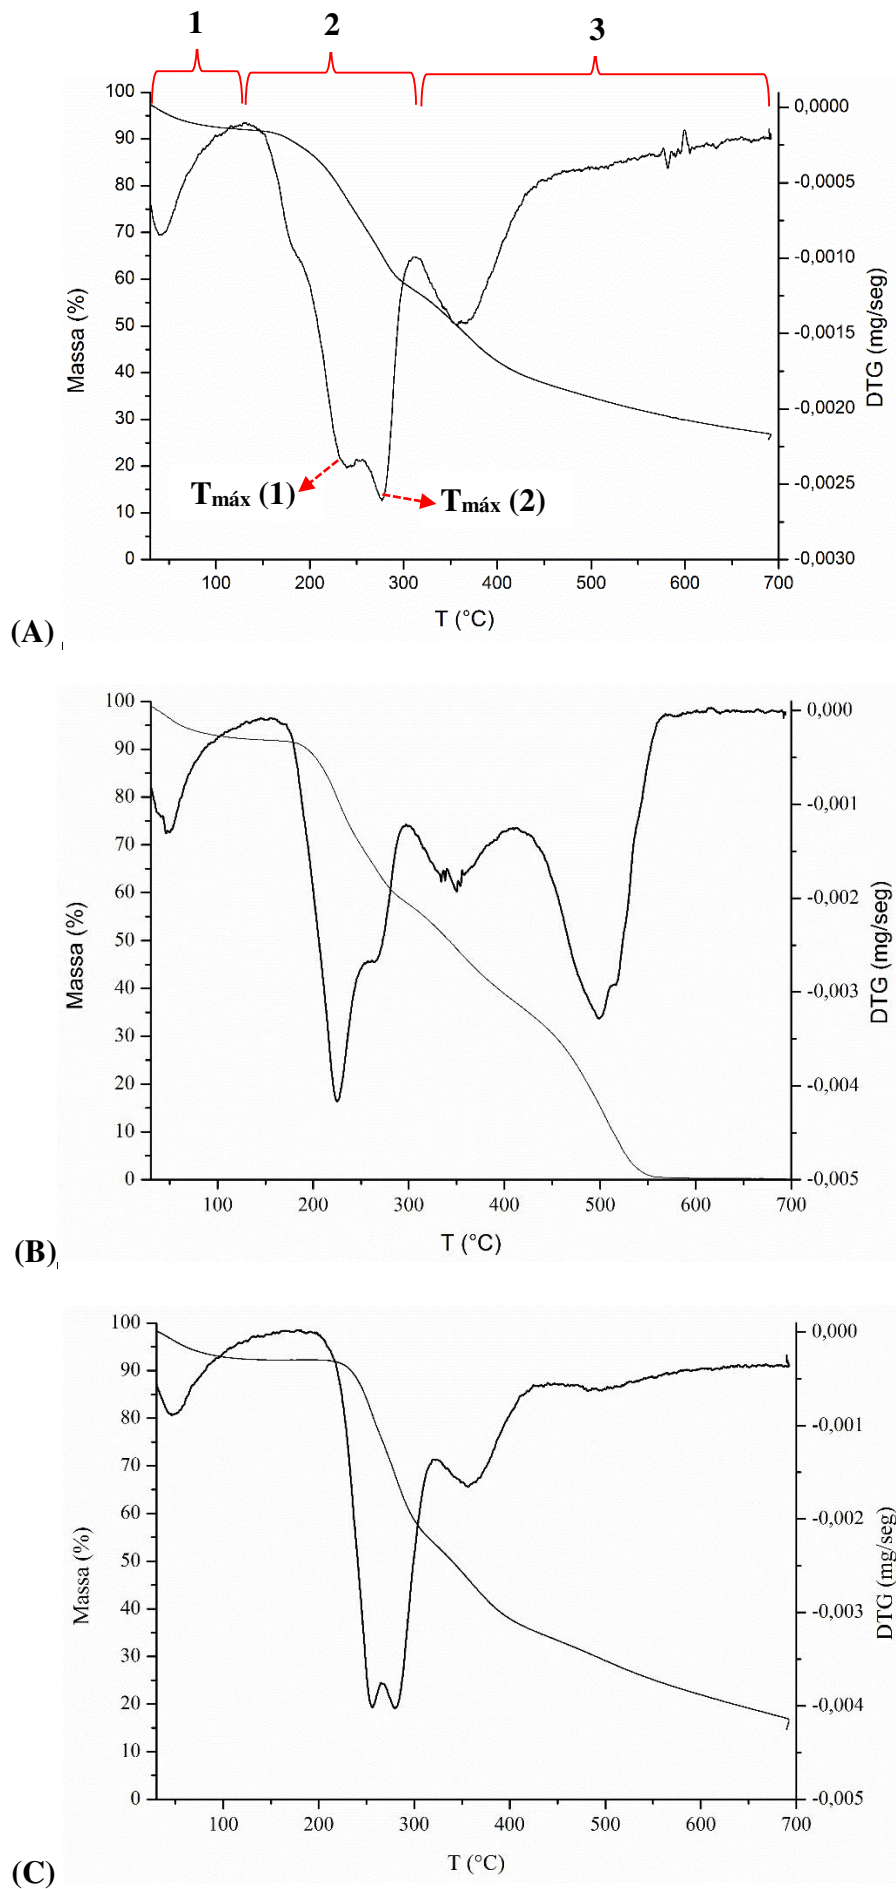 1 2 3
100
90
80
70
60
50
40
30
20
10
0
Massa (%)
0,0000
-0,0005
-0,0010
-0,0015
-0,0020
-0,0025
-0,0030
DTG (mg/seg)
Tmáx (1)
Tmáx (2)
100 200 300 400 500 600 700
T (°C)
(A)
100
90
80
70
60
50
40
30
20
10
0
Massa (%)
0,000
-0,001
-0,002
-0,003
-0,004
-0,005
DTG (mg/seg)
100 200 300 400 500 600 700
T (°C)
(B)
100
90
80
70
60
50
40
30
20
10
0
Massa (%)
0,000
-0,001
-0,002
-0,003
-0,004
-0,005
DTG (mg/seg)
100 200 300 400 500 600 700
T (°C)
(C)